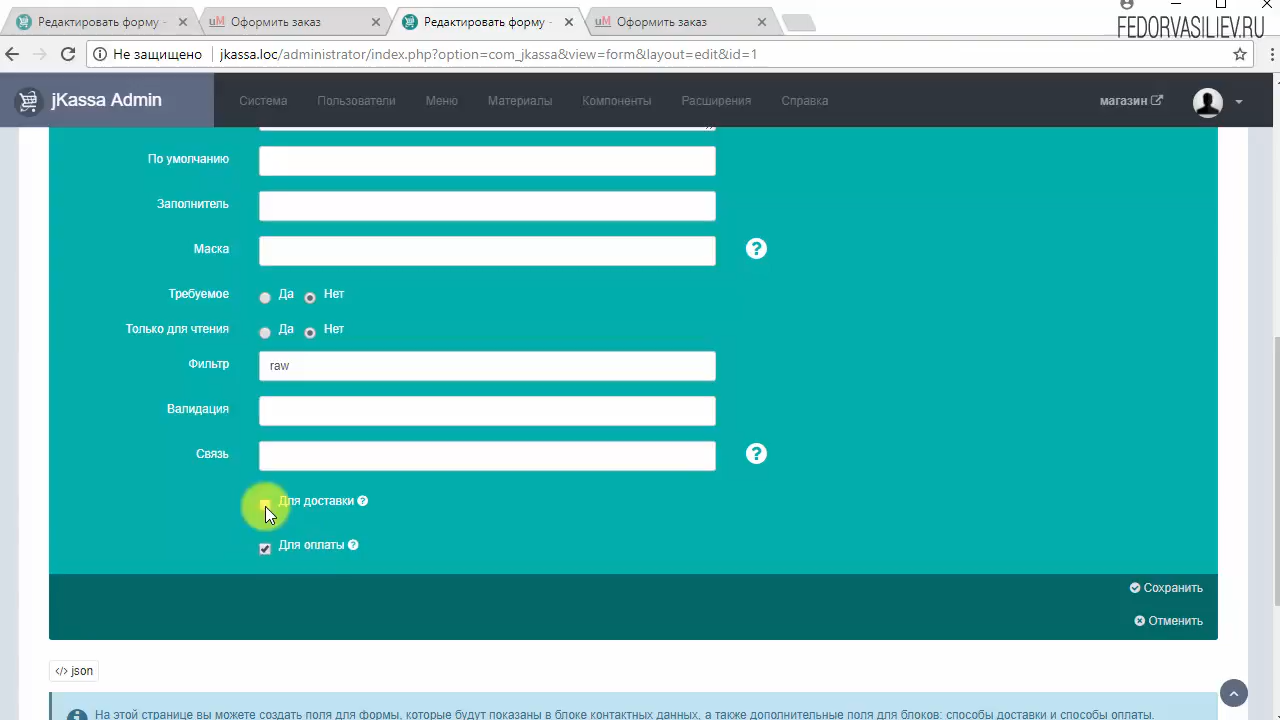 Редактировать форму -
Оформить заказ
Редактировать форму -
Оформить заказ
FEDORVASILIEV.RU
Не защищено
jkassa.loc/administrator/index.php?option=com_jkassa&view=form&layout=edit&id=1
jKassa Admin
Система
Пользователи
Меню
Материалы
Компоненты
Расширения
Справка
магазин
По умолчанию
Заполнитель
Маска
Требуемое
Да
Нет
Только для чтения
Да
Нет
Фильтр
raw
Валидация
Связь
Для доставки
Для оплаты
Сохранить
Отменить
</> json
На этой странице вы можете создать поля для формы, которые будут показаны в блоке контактных данных, а также дополнительные поля для блоков: способы доставки и способы оплаты.